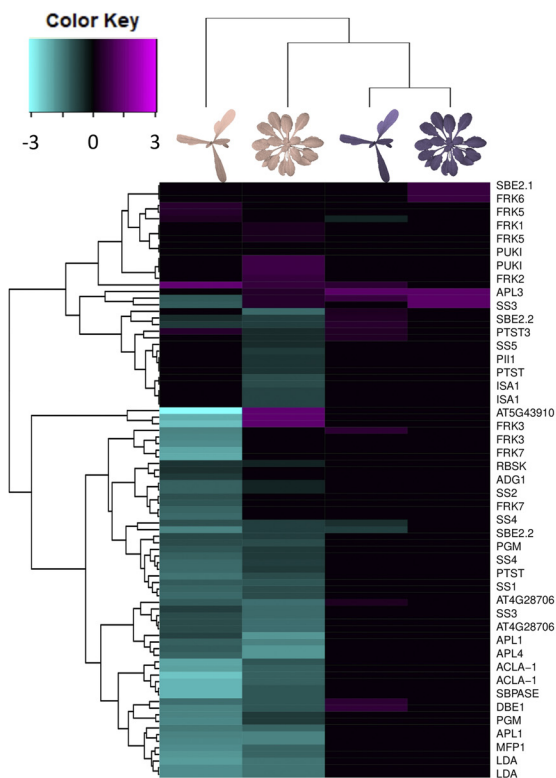 Color Key
-3 0 3
SBE2.1
FRK6
FRK5
FRK1
FRK5
PUKI
PUKI
FRK2
APL3
SS3
SBE2.2
PTST3
SS5
PII1
PTST
ISA1
ISA1
AT5G43910
FRK3
FRK3
FRK7
RBSK
ADG1
SS2
FRK7
SS4
SBE2.2
PGM
SS4
PTST
SS1
AT4G28706
SS3
AT4G28706
APL1
APL4
ACLA-1
ACLA-1
SBPASE
DBE1
PGM
APL1
MFP1
LDA
LDA